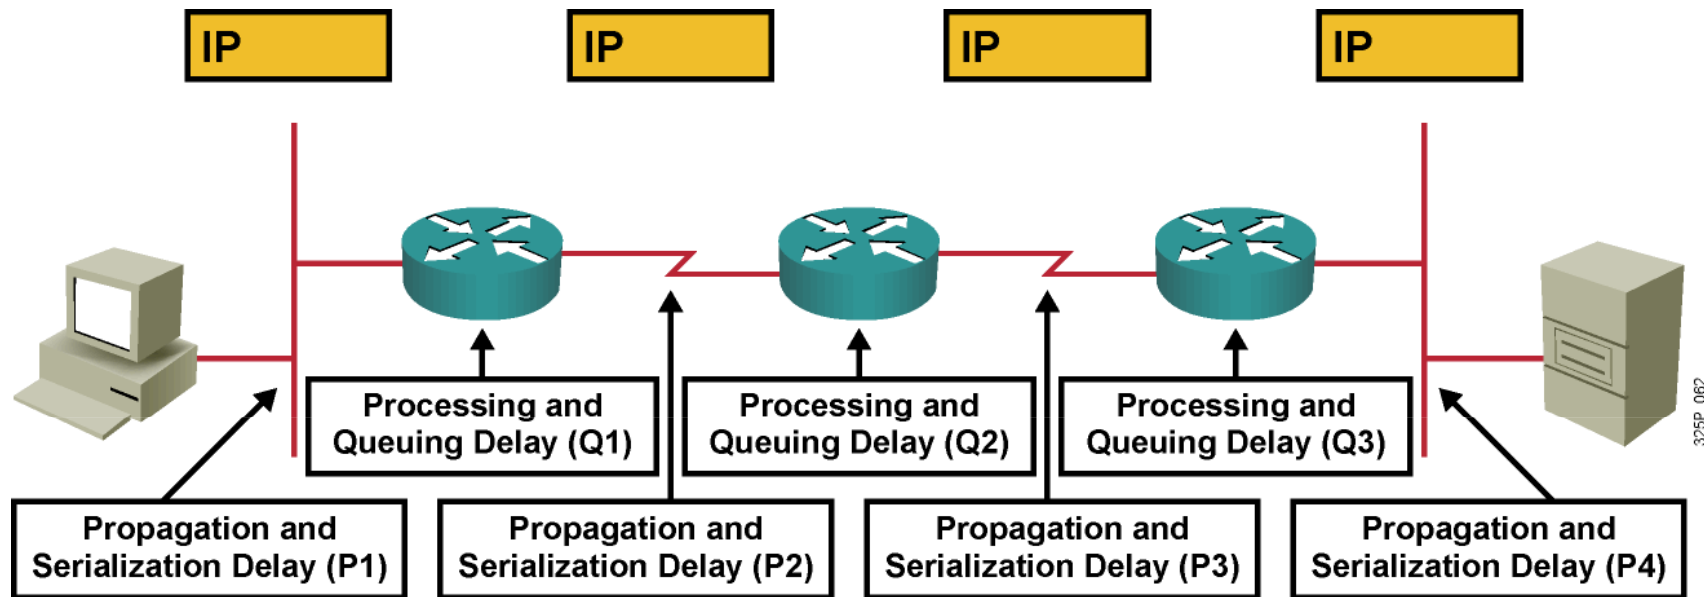 IP
IP
IP
IP
Processing and
Queuing Delay (Q1)
Processing and
Queuing Delay (Q2)
Processing and
Queuing Delay (Q3)
Propagation and
Serialization Delay (P1)
Propagation and
Serialization Delay (P2)
Propagation and
Serialization Delay (P3)
Propagation and
Serialization Delay (P4)
325P_062